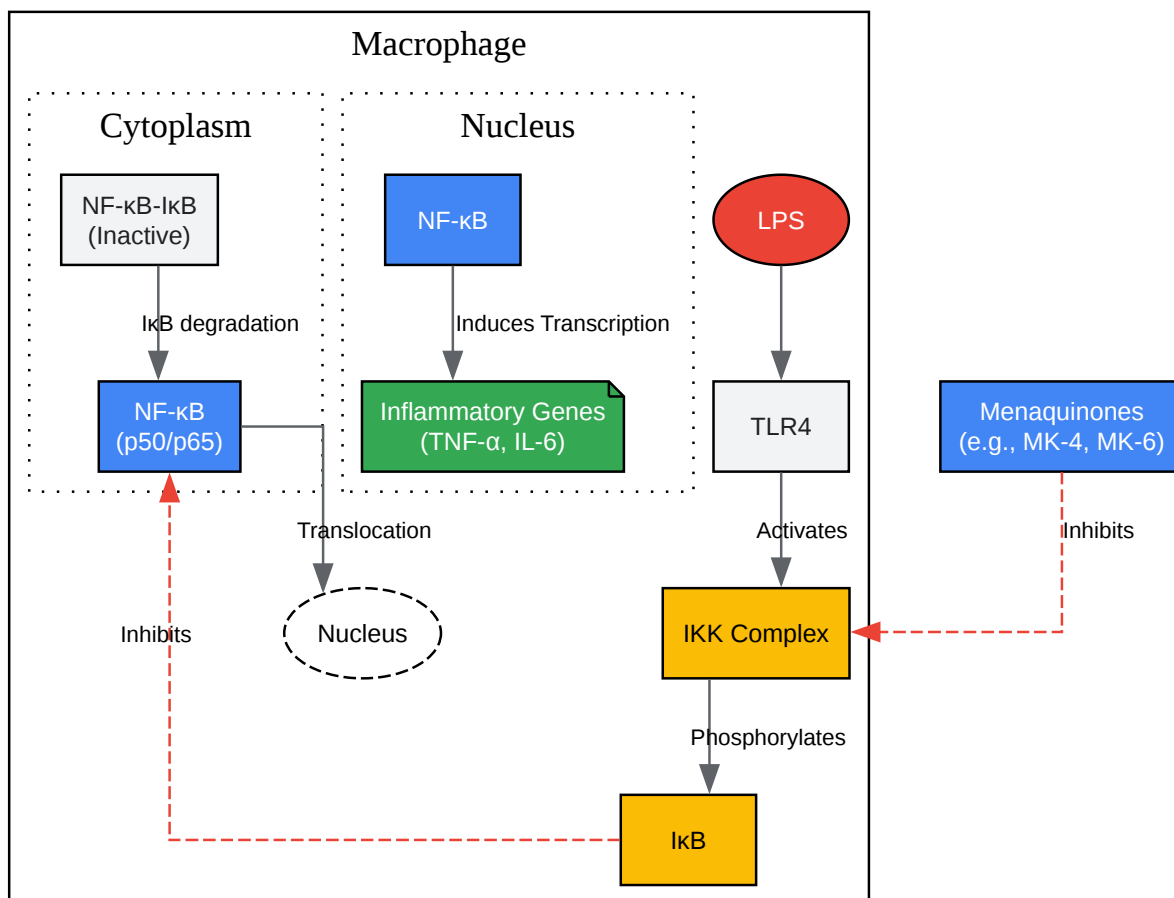 Macrophage
Cytoplasm
Nucleus
NF-κB-IκB
(Inactive)
NF-κB
LPS
IκB degradation
Induces Transcription
NF-κB
(p50/p65)
Inflammatory Genes
(TNF-α, IL-6)
TLR4
Menaquinones
(e.g., MK-4, MK-6)
Translocation
Activates
Inhibits
Inhibits
Nucleus
IKK Complex
Phosphorylates
IκB